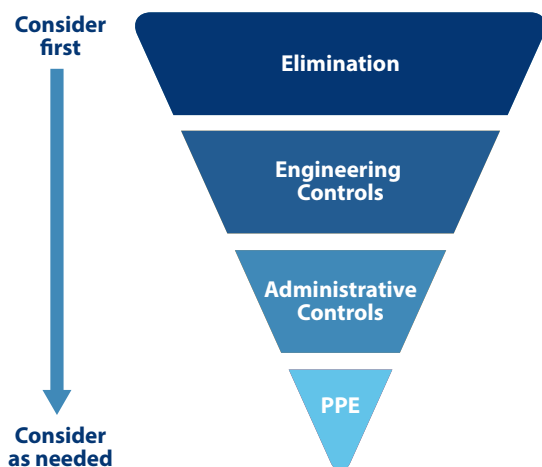 Consider
first
Elimination
Engineering
Controls
Administrative
Controls
PPE
Consider
as needed